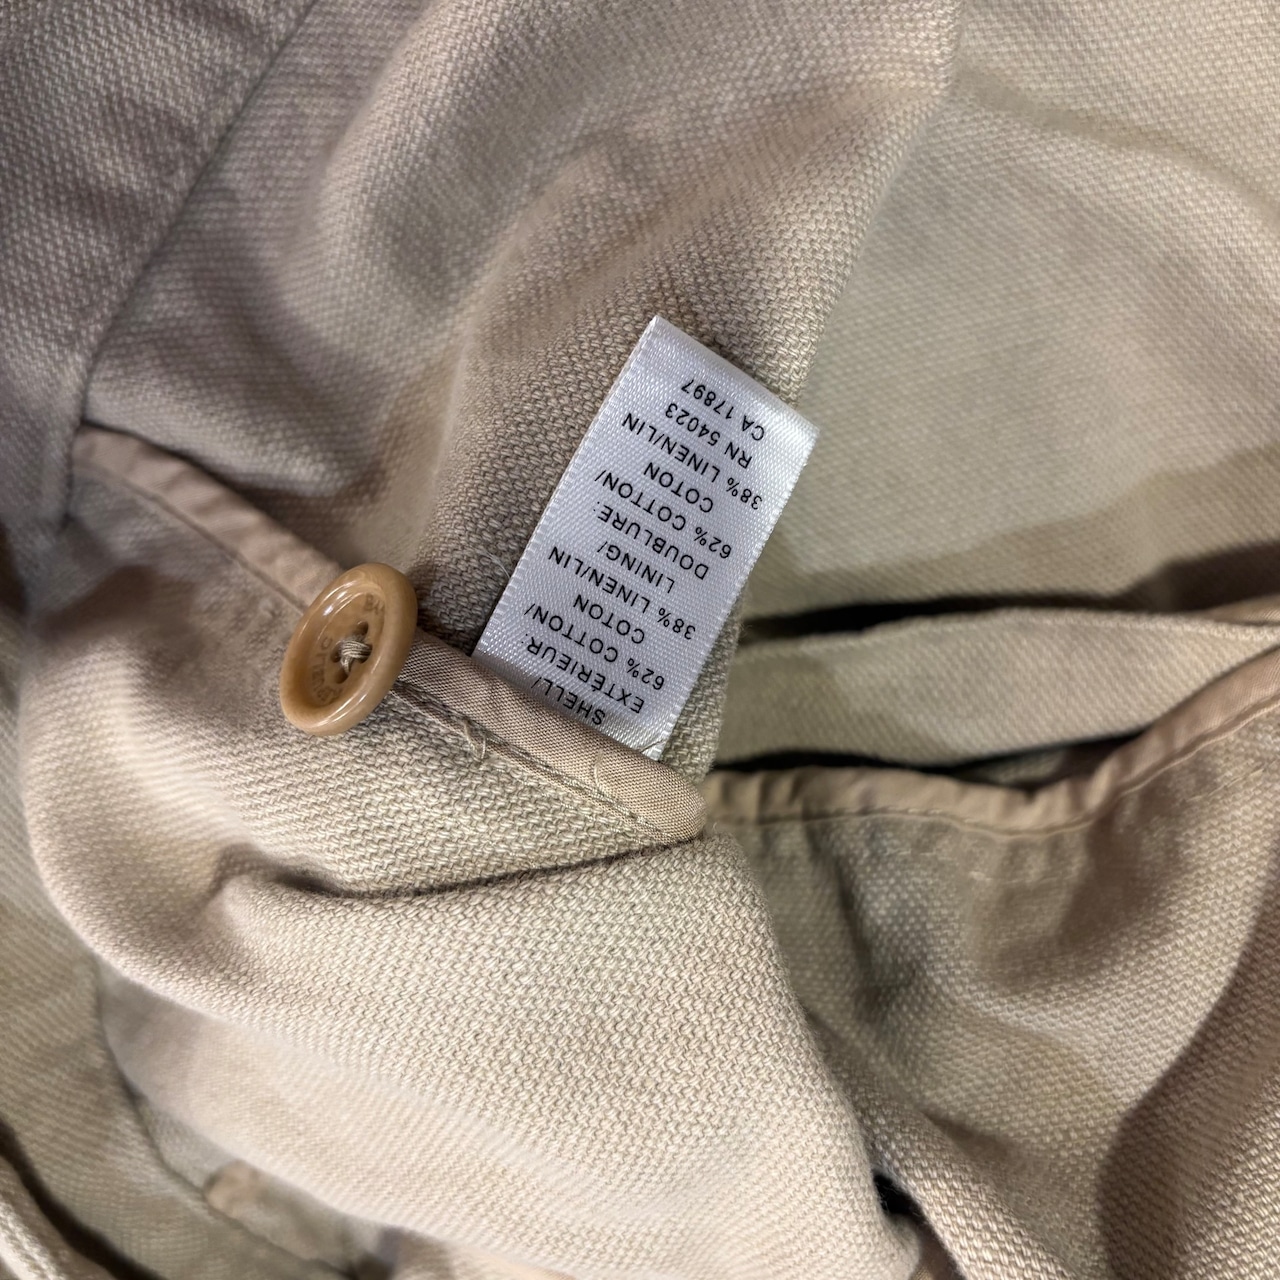 SHELL/
EXTÉRIEUR:
62% COTTON/
COTON
38% LINEN/LIN
LINING/
DOUBLURE:
62% COTTON/
COTON
38% LINEN/LIN
RN 54023
CA 17897